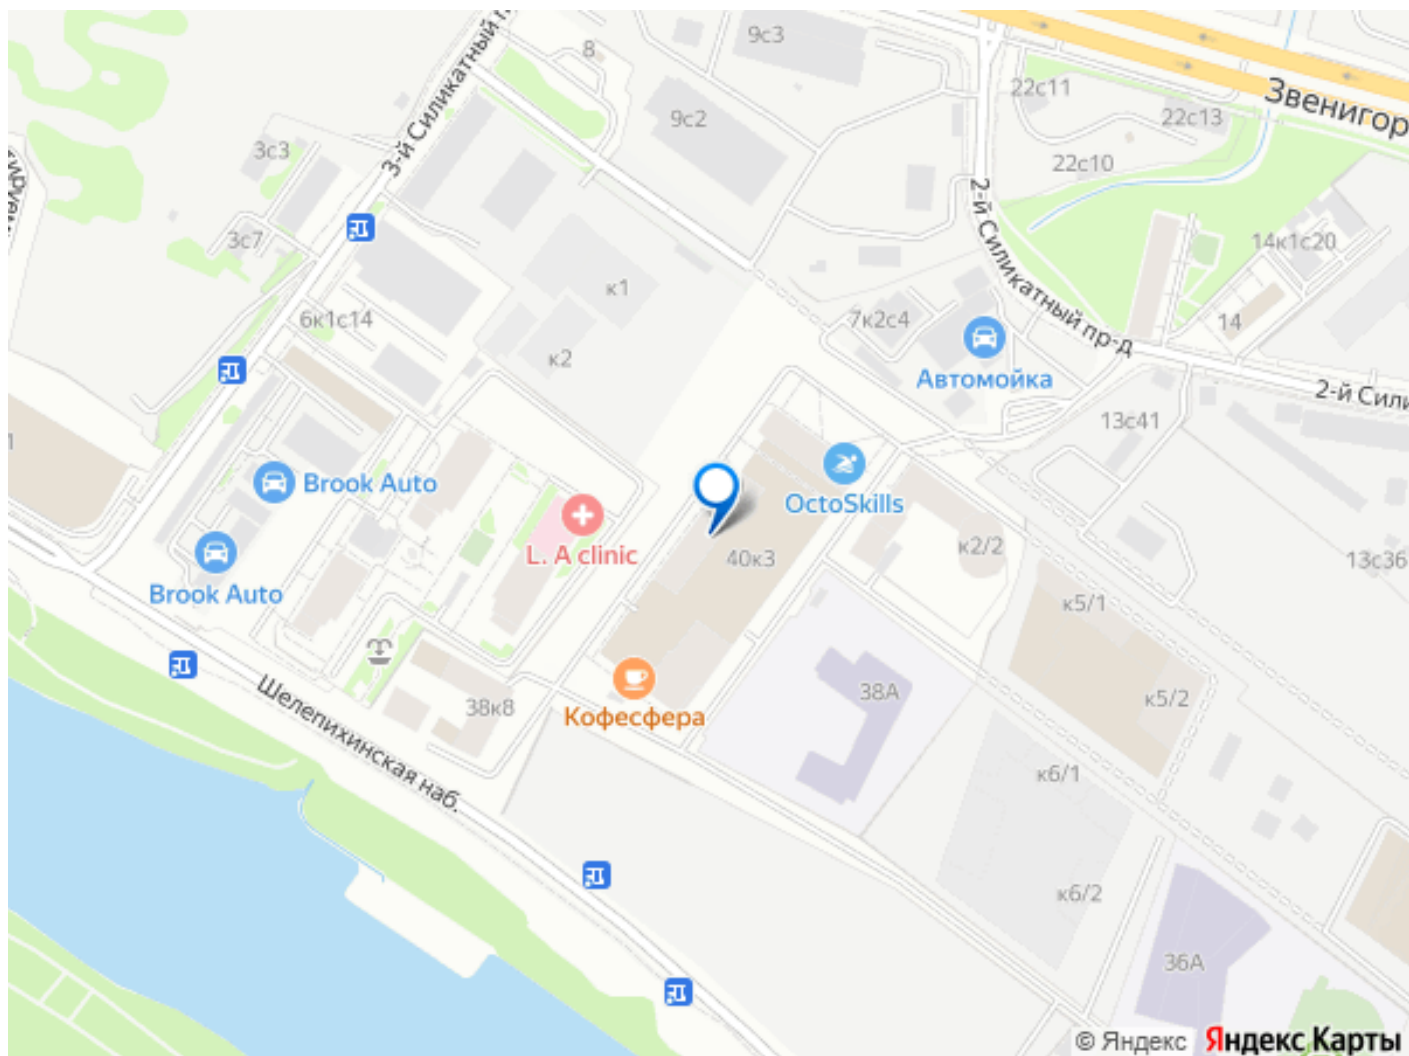 3-й Силикатный п
8
9с3
9с2
22с11
22с13
22с10
Звенигор
3с3
3с7
2-й Силикатный пр-д
14к1с20
14
к1
к2
6к1с14
7к2с4
Автомойка
2-й Сили
13с41
13с36
1
Brook Auto
Brook Auto
L. A clinic
OctoSkills
40к3
к2/2
к5/1
к5/2
38А
38к8
Кофесфера
Шелепихинская наб.
к6/1
к6/2
36А
© Яндекс Яндекс Карты